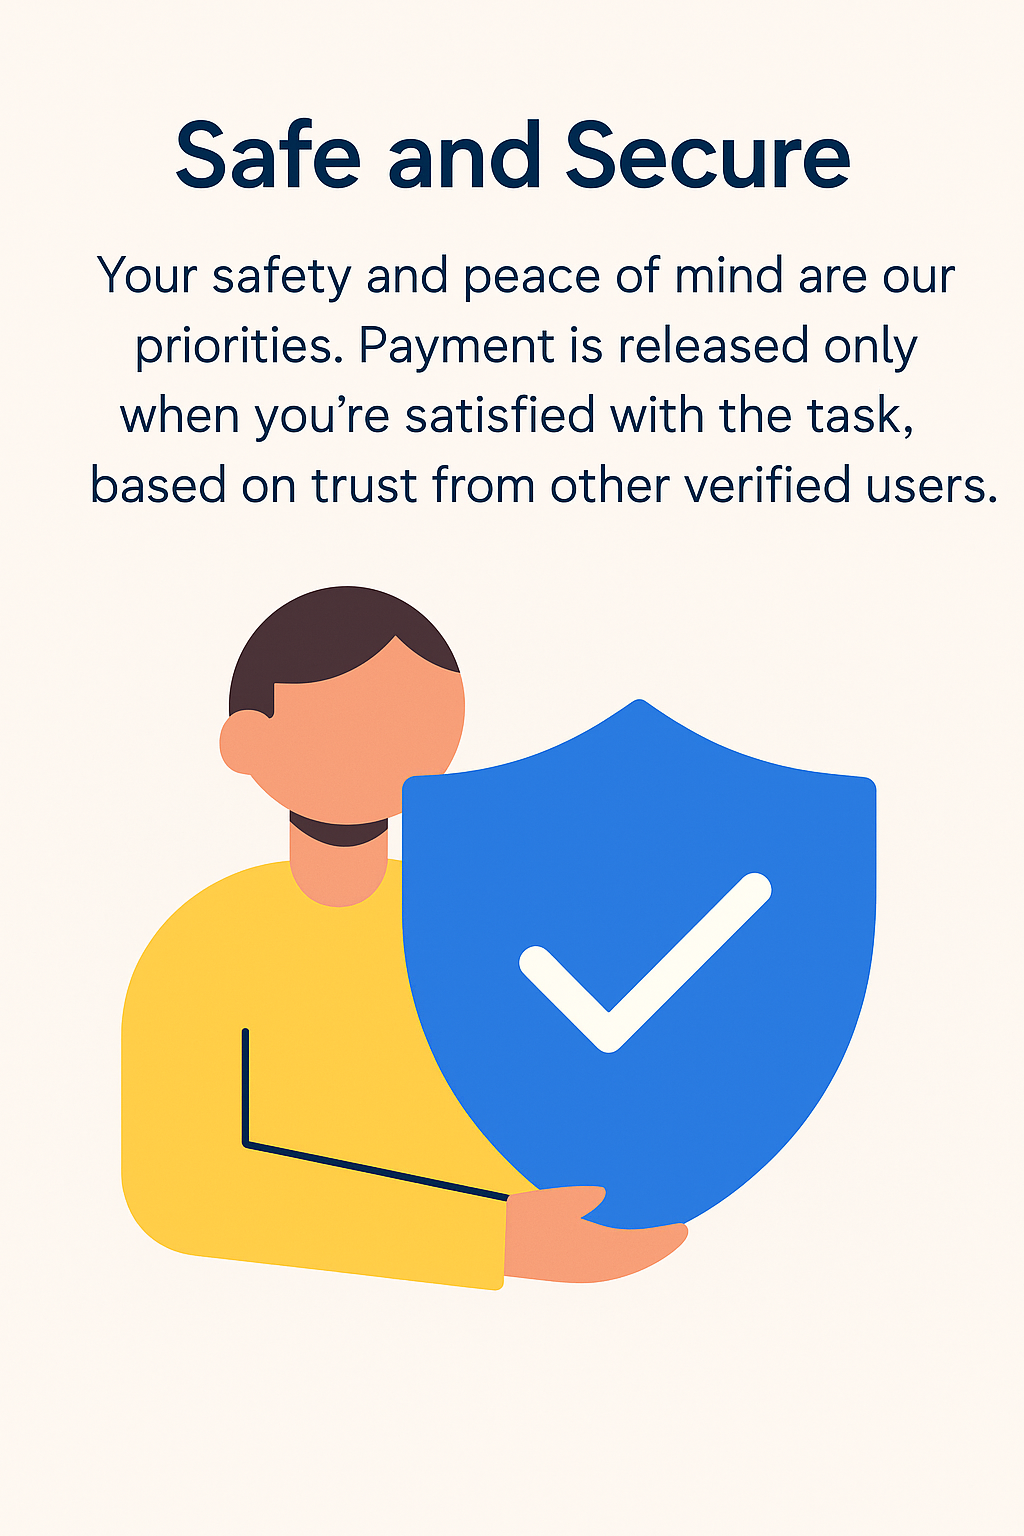 Safe and Secure
Your safety and peace of mind are our
priorities. Payment is released only
when you’re satisfied with the task,
based on trust from other verified users.